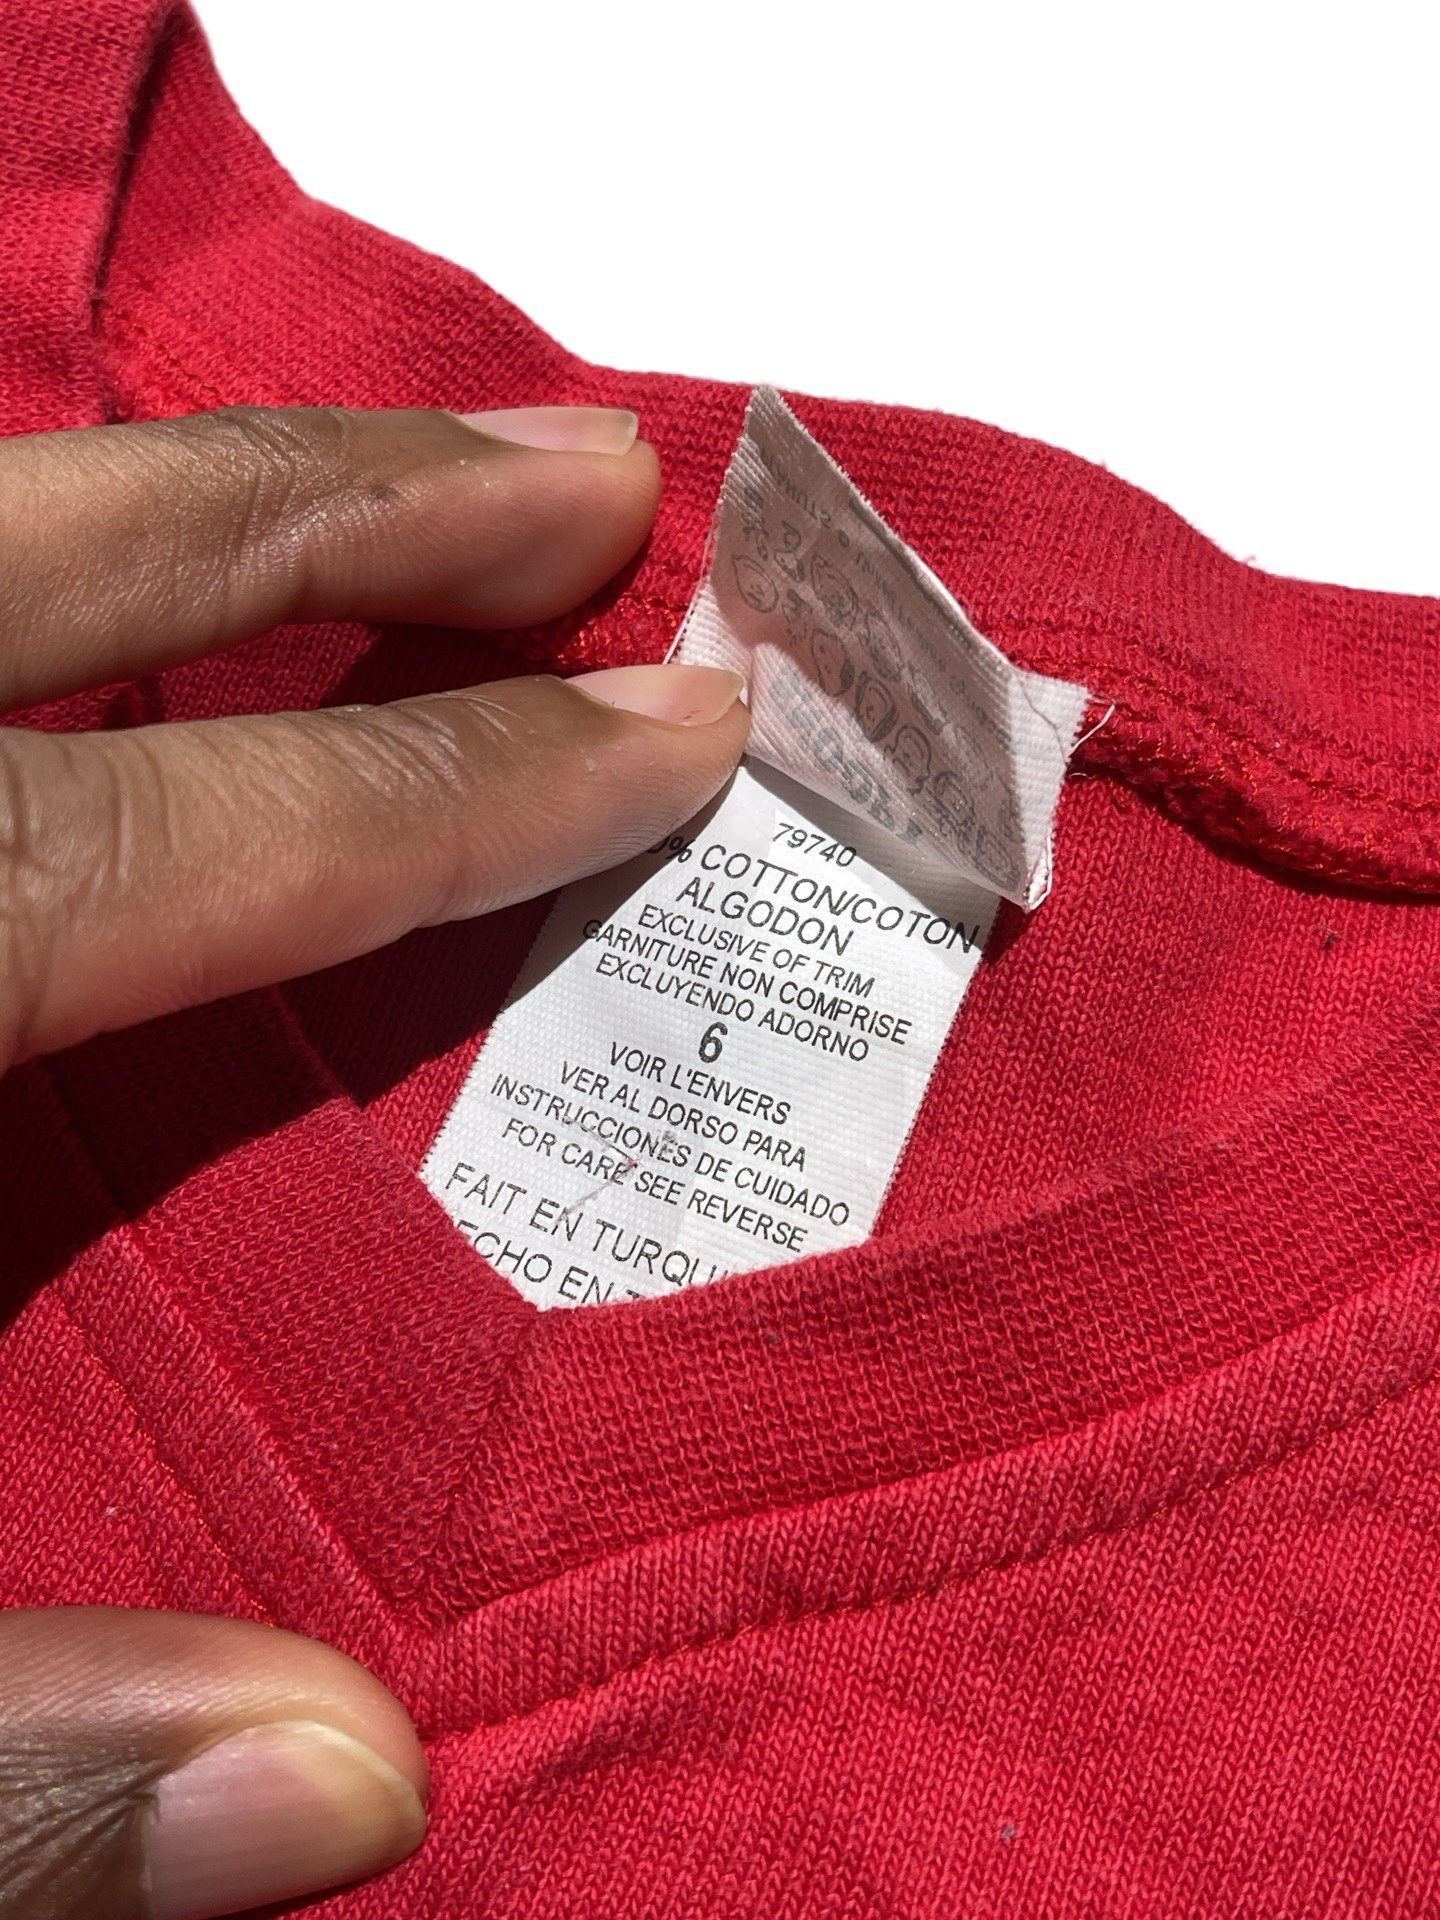 79740
0% COTTON/COTON
ALGODON
EXCLUSIVE OF TRIM
GARNITURE NON COMPRISE
EXCLUYENDO ADORNO
6
VOIR L'ENVERS
VER AL DORSO PARA
INSTRUCCIONES DE CUIDADO
FOR CARE SEE REVERSE
FAIT EN TURQU
ECHO EN T